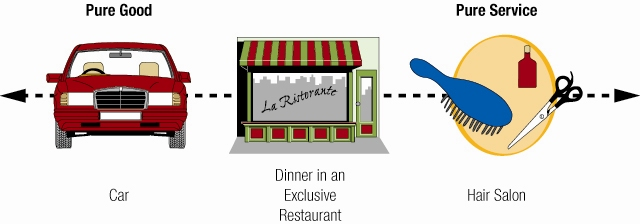 Pure Good
Pure Service
La Ristorante
Car
Dinner in an
Exclusive
Restaurant
Hair Salon